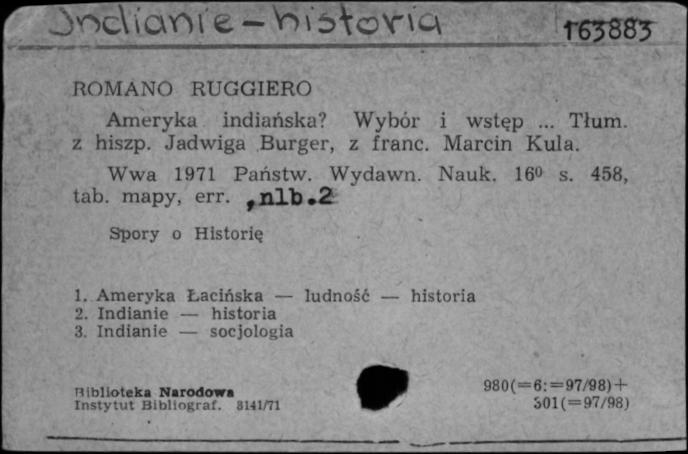 Indianie – historia 163883
ROMANO RUGGIERO
Ameryka indiańska? Wybór i wstęp ... Tłum.
z hiszp. Jadwiga Burger, z franc. Marcin Kula.
Wwa 1971 Państw. Wydawn. Nauk. 16⁰ s. 458,
tab. mapy, err. , nlb.2
Spory o Historię
1. Ameryka Łacińska — ludność — historia
2. Indianie — historia
3. Indianie — socjologia
Biblioteka Narodowa 980(=6:=97/98)+
Instytut Bibliograf. 3141/71 301(=97/98)